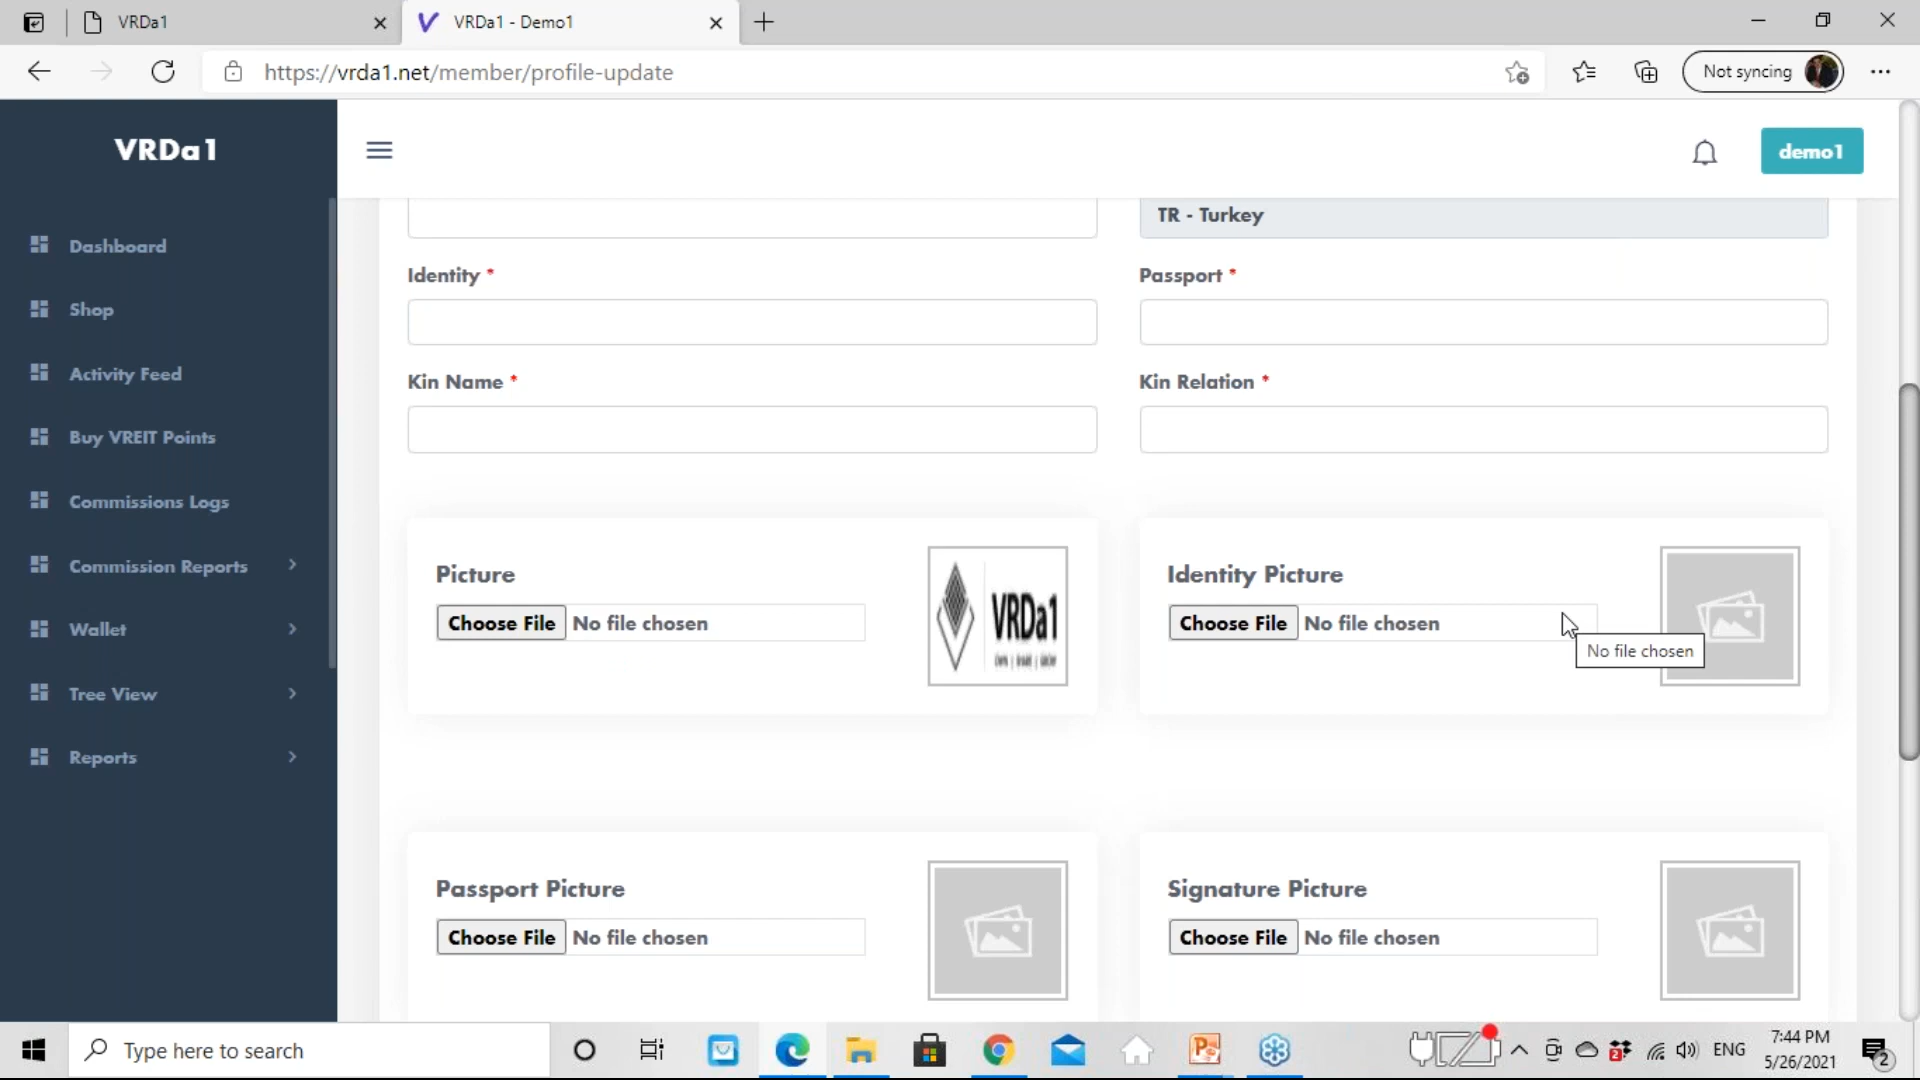 VRDa1
VRDa1 - Demo1
https://vrda1.net/member/profile-update
Not syncing
VRDa1
demo1
Dashboard
Shop
Activity Feed
Buy VREIT Points
Commissions Logs
Commission Reports
Wallet
Tree View
Reports
TR - Turkey
Identity *
Passport *
Kin Name *
Kin Relation *
Picture
Choose File No file chosen
VRDa1
Identity Picture
Choose File No file chosen
No file chosen
Passport Picture
Choose File No file chosen
Signature Picture
Choose File No file chosen
Type here to search
2
ENG
7:44 PM
5/26/2021
2